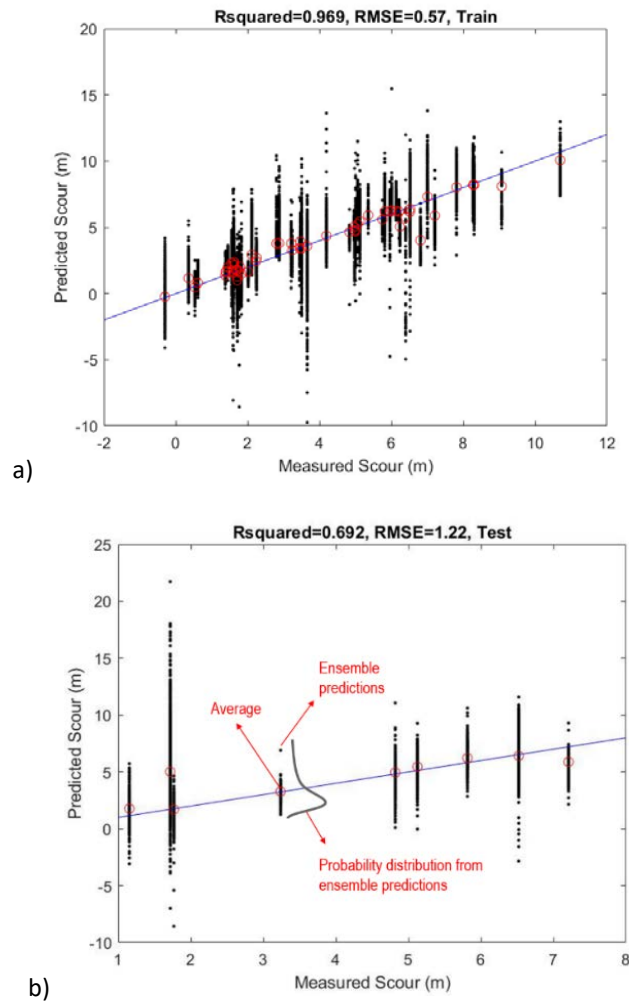 Rsquared=0.969, RMSE=0.57, Train
20
15
10
5
0
-5
-10
Predicted Scour (m)
-2 0 2 4 6 8 10 12
Measured Scour (m)
a)
Rsquared=0.692, RMSE=1.22, Test
25
20
15
10
5
0
-5
-10
Predicted Scour (m)
Ensemble
predictions
Average
Probability distribution from
ensemble predictions
1 2 3 4 5 6 7 8
Measured Scour (m)
b)